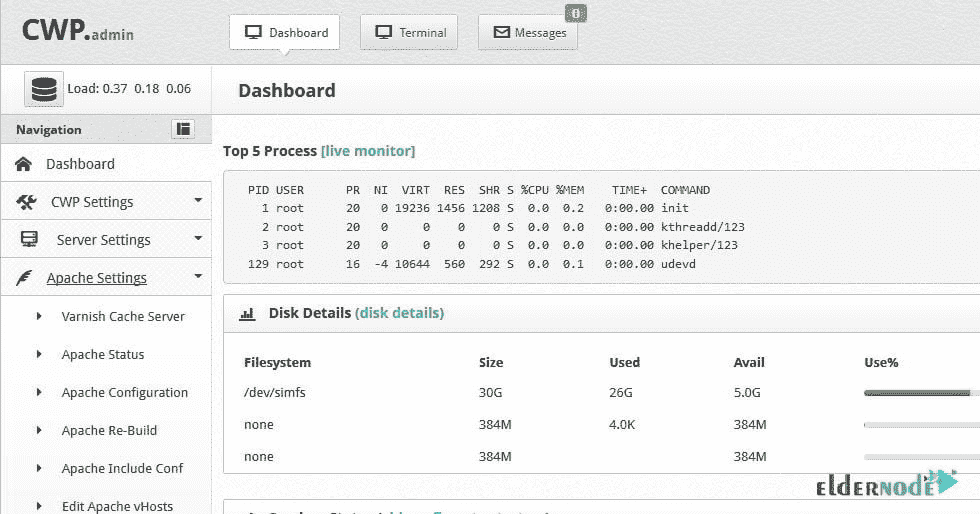 CWP.admin
Dashboard
Terminal
Messages
Load: 0.37 0.18 0.06
Dashboard
Navigation
Dashboard
CWP Settings
Server Settings
Apache Settings
Varnish Cache Server
Apache Status
Apache Configuration
Apache Re-Build
Apache Include Conf
Edit Apache vHosts
Top 5 Process [live monitor]
PID USER PR NI VIRT RES SHR S %CPU %MEM TIME+ COMMAND
1 root 20 0 19236 1456 1208 S 0.0 0.2 0:00.00 init
2 root 20 0 0 0 0 S 0.0 0.0 0:00.00 kthreadd/123
3 root 20 0 0 0 0 S 0.0 0.0 0:00.00 khelper/123
129 root 16 -4 10644 560 292 S 0.0 0.1 0:00.00 udevd
Disk Details (disk details)
Filesystem Size Used Avail Use%
/dev/simfs 30G 26G 5.0G
none 384M 4.0K 384M
none 384M 384M
ELDERNODE